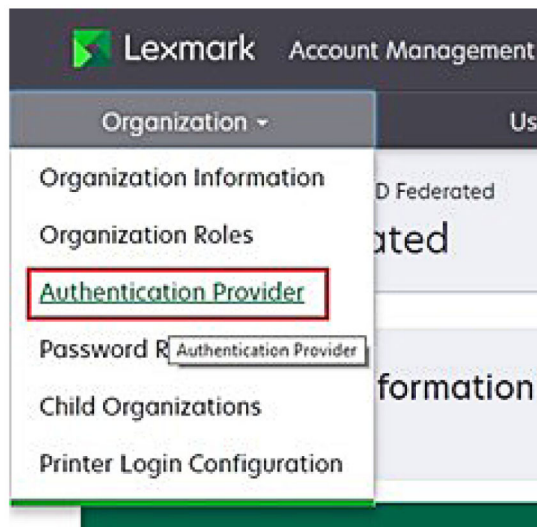 Lexmark Account Management
Organization
Us
Organization Information
D Federated
Organization Roles
ated
Authentication Provider
Password R
Authentication Provider
formation
Child Organizations
Printer Login Configuration